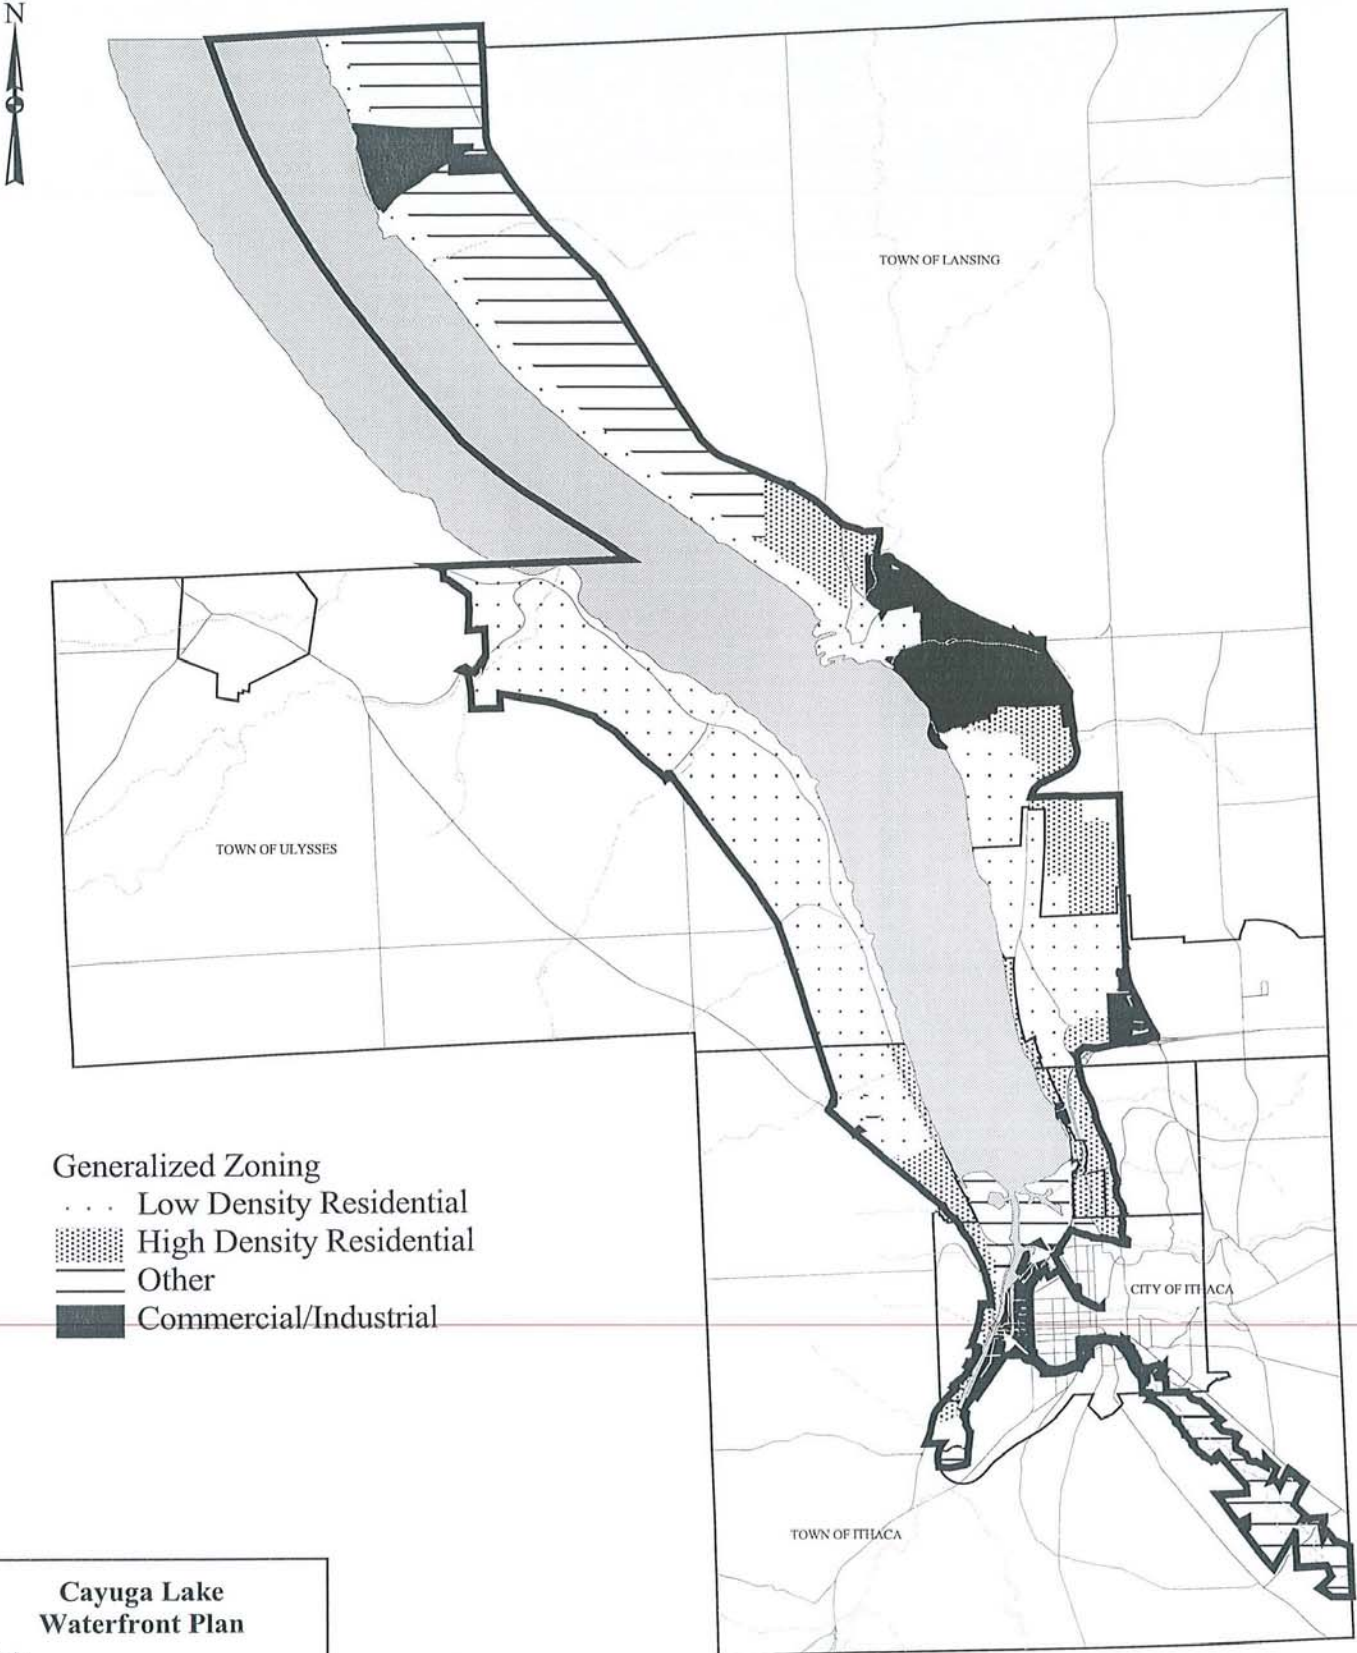 N
TOWN OF LANSING
TOWN OF ULYSSES
Generalized Zoning
Low Density Residential
High Density Residential
Other
Commercial/Industrial
CITY OF ITHACA
TOWN OF ITHACA
Cayuga Lake
Waterfront Plan